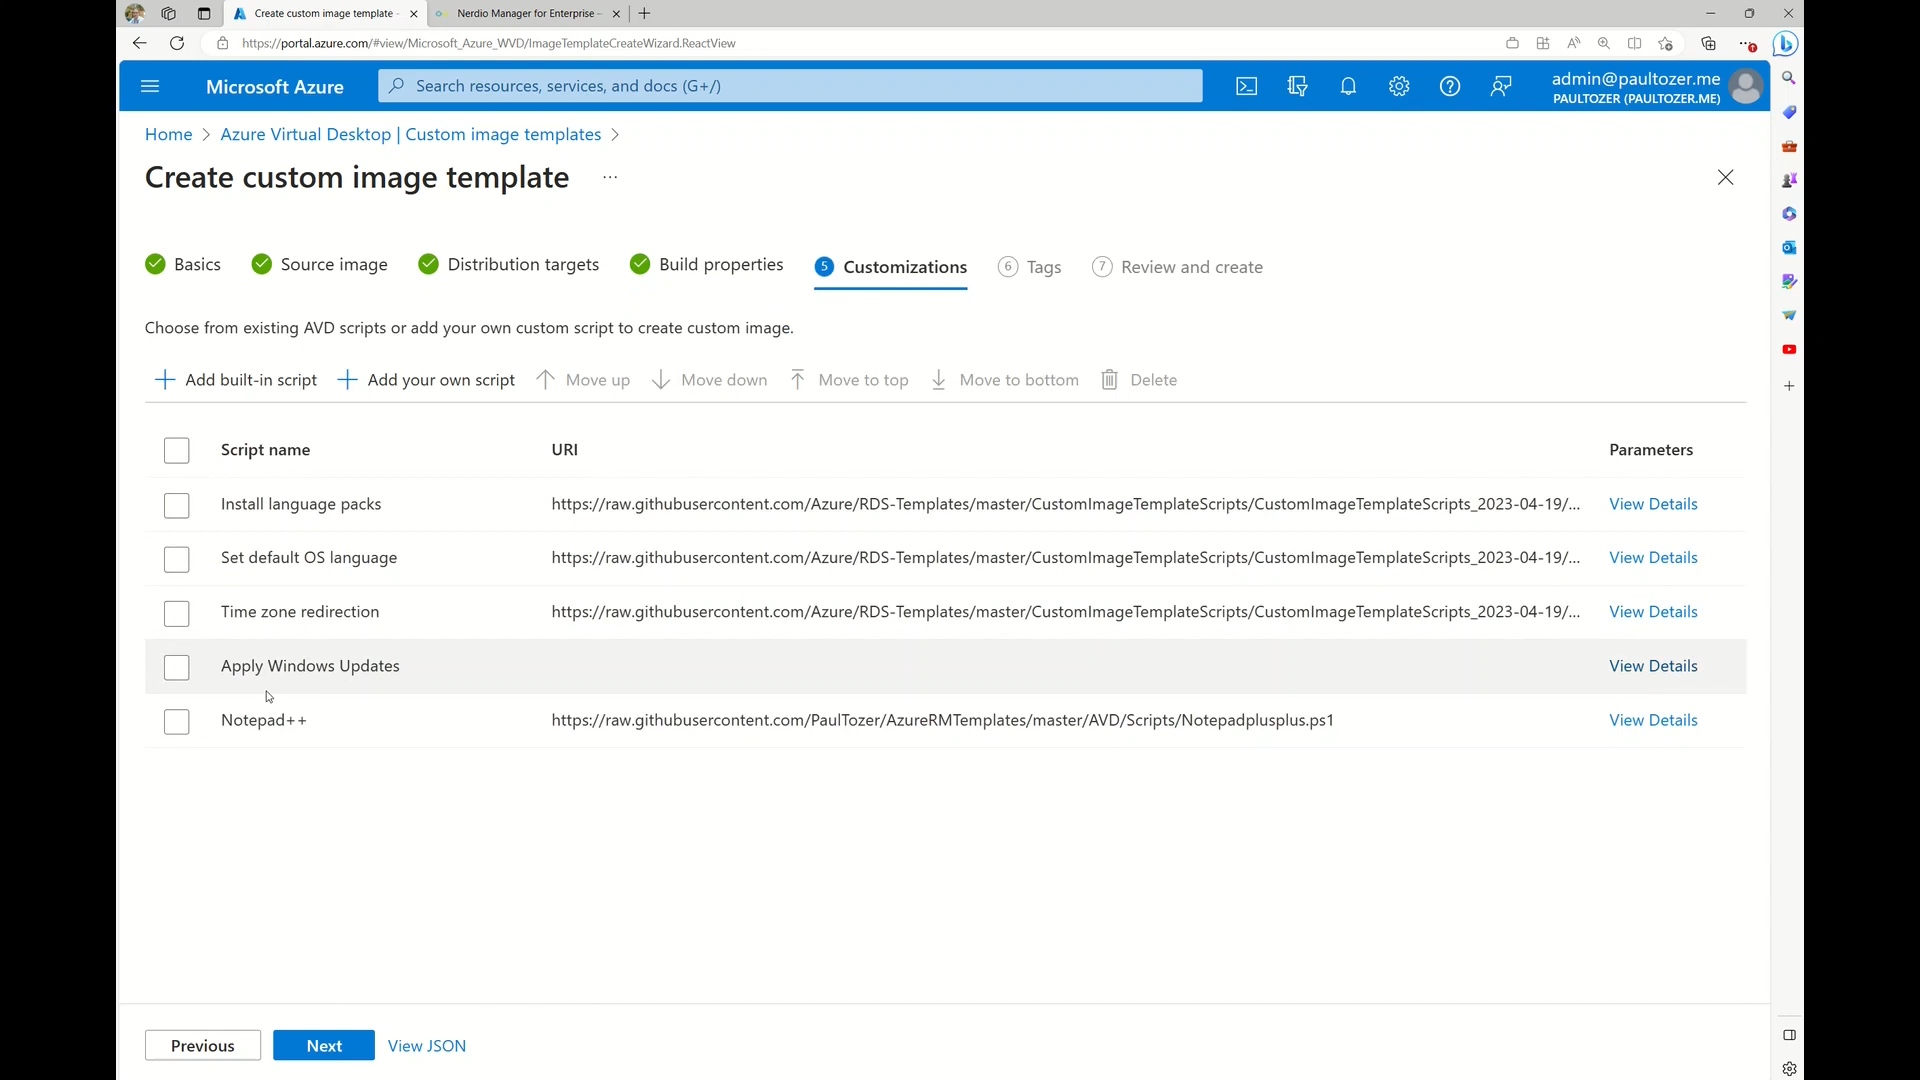 Create custom image template -
Nerdio Manager for Enterprise –
https://portal.azure.com/#view/Microsoft_Azure_WVD/ImageTemplateCreateWizard.ReactView
Microsoft Azure
Search resources, services, and docs (G+/)
admin@paultozer.me
PAULTOZER (PAULTOZER.ME)
Home > Azure Virtual Desktop | Custom image templates >
Create custom image template ...
Basics
Source image
Distribution targets
Build properties
5 Customizations
6 Tags
7 Review and create
Choose from existing AVD scripts or add your own custom script to create custom image.
Add built-in script
Add your own script
Move up
Move down
Move to top
Move to bottom
Delete
Script name URI Parameters
Install language packs https://raw.githubusercontent.com/Azure/RDS-Templates/master/CustomImageTemplateScripts/CustomImageTemplateScripts_2023-04-19/... View Details
Set default OS language https://raw.githubusercontent.com/Azure/RDS-Templates/master/CustomImageTemplateScripts/CustomImageTemplateScripts_2023-04-19/... View Details
Time zone redirection https://raw.githubusercontent.com/Azure/RDS-Templates/master/CustomImageTemplateScripts/CustomImageTemplateScripts_2023-04-19/... View Details
Apply Windows Updates View Details
Notepad++ https://raw.githubusercontent.com/PaulTozer/AzureRMTemplates/master/AVD/Scripts/Notepadplusplus.ps1 View Details
Previous
Next
View JSON